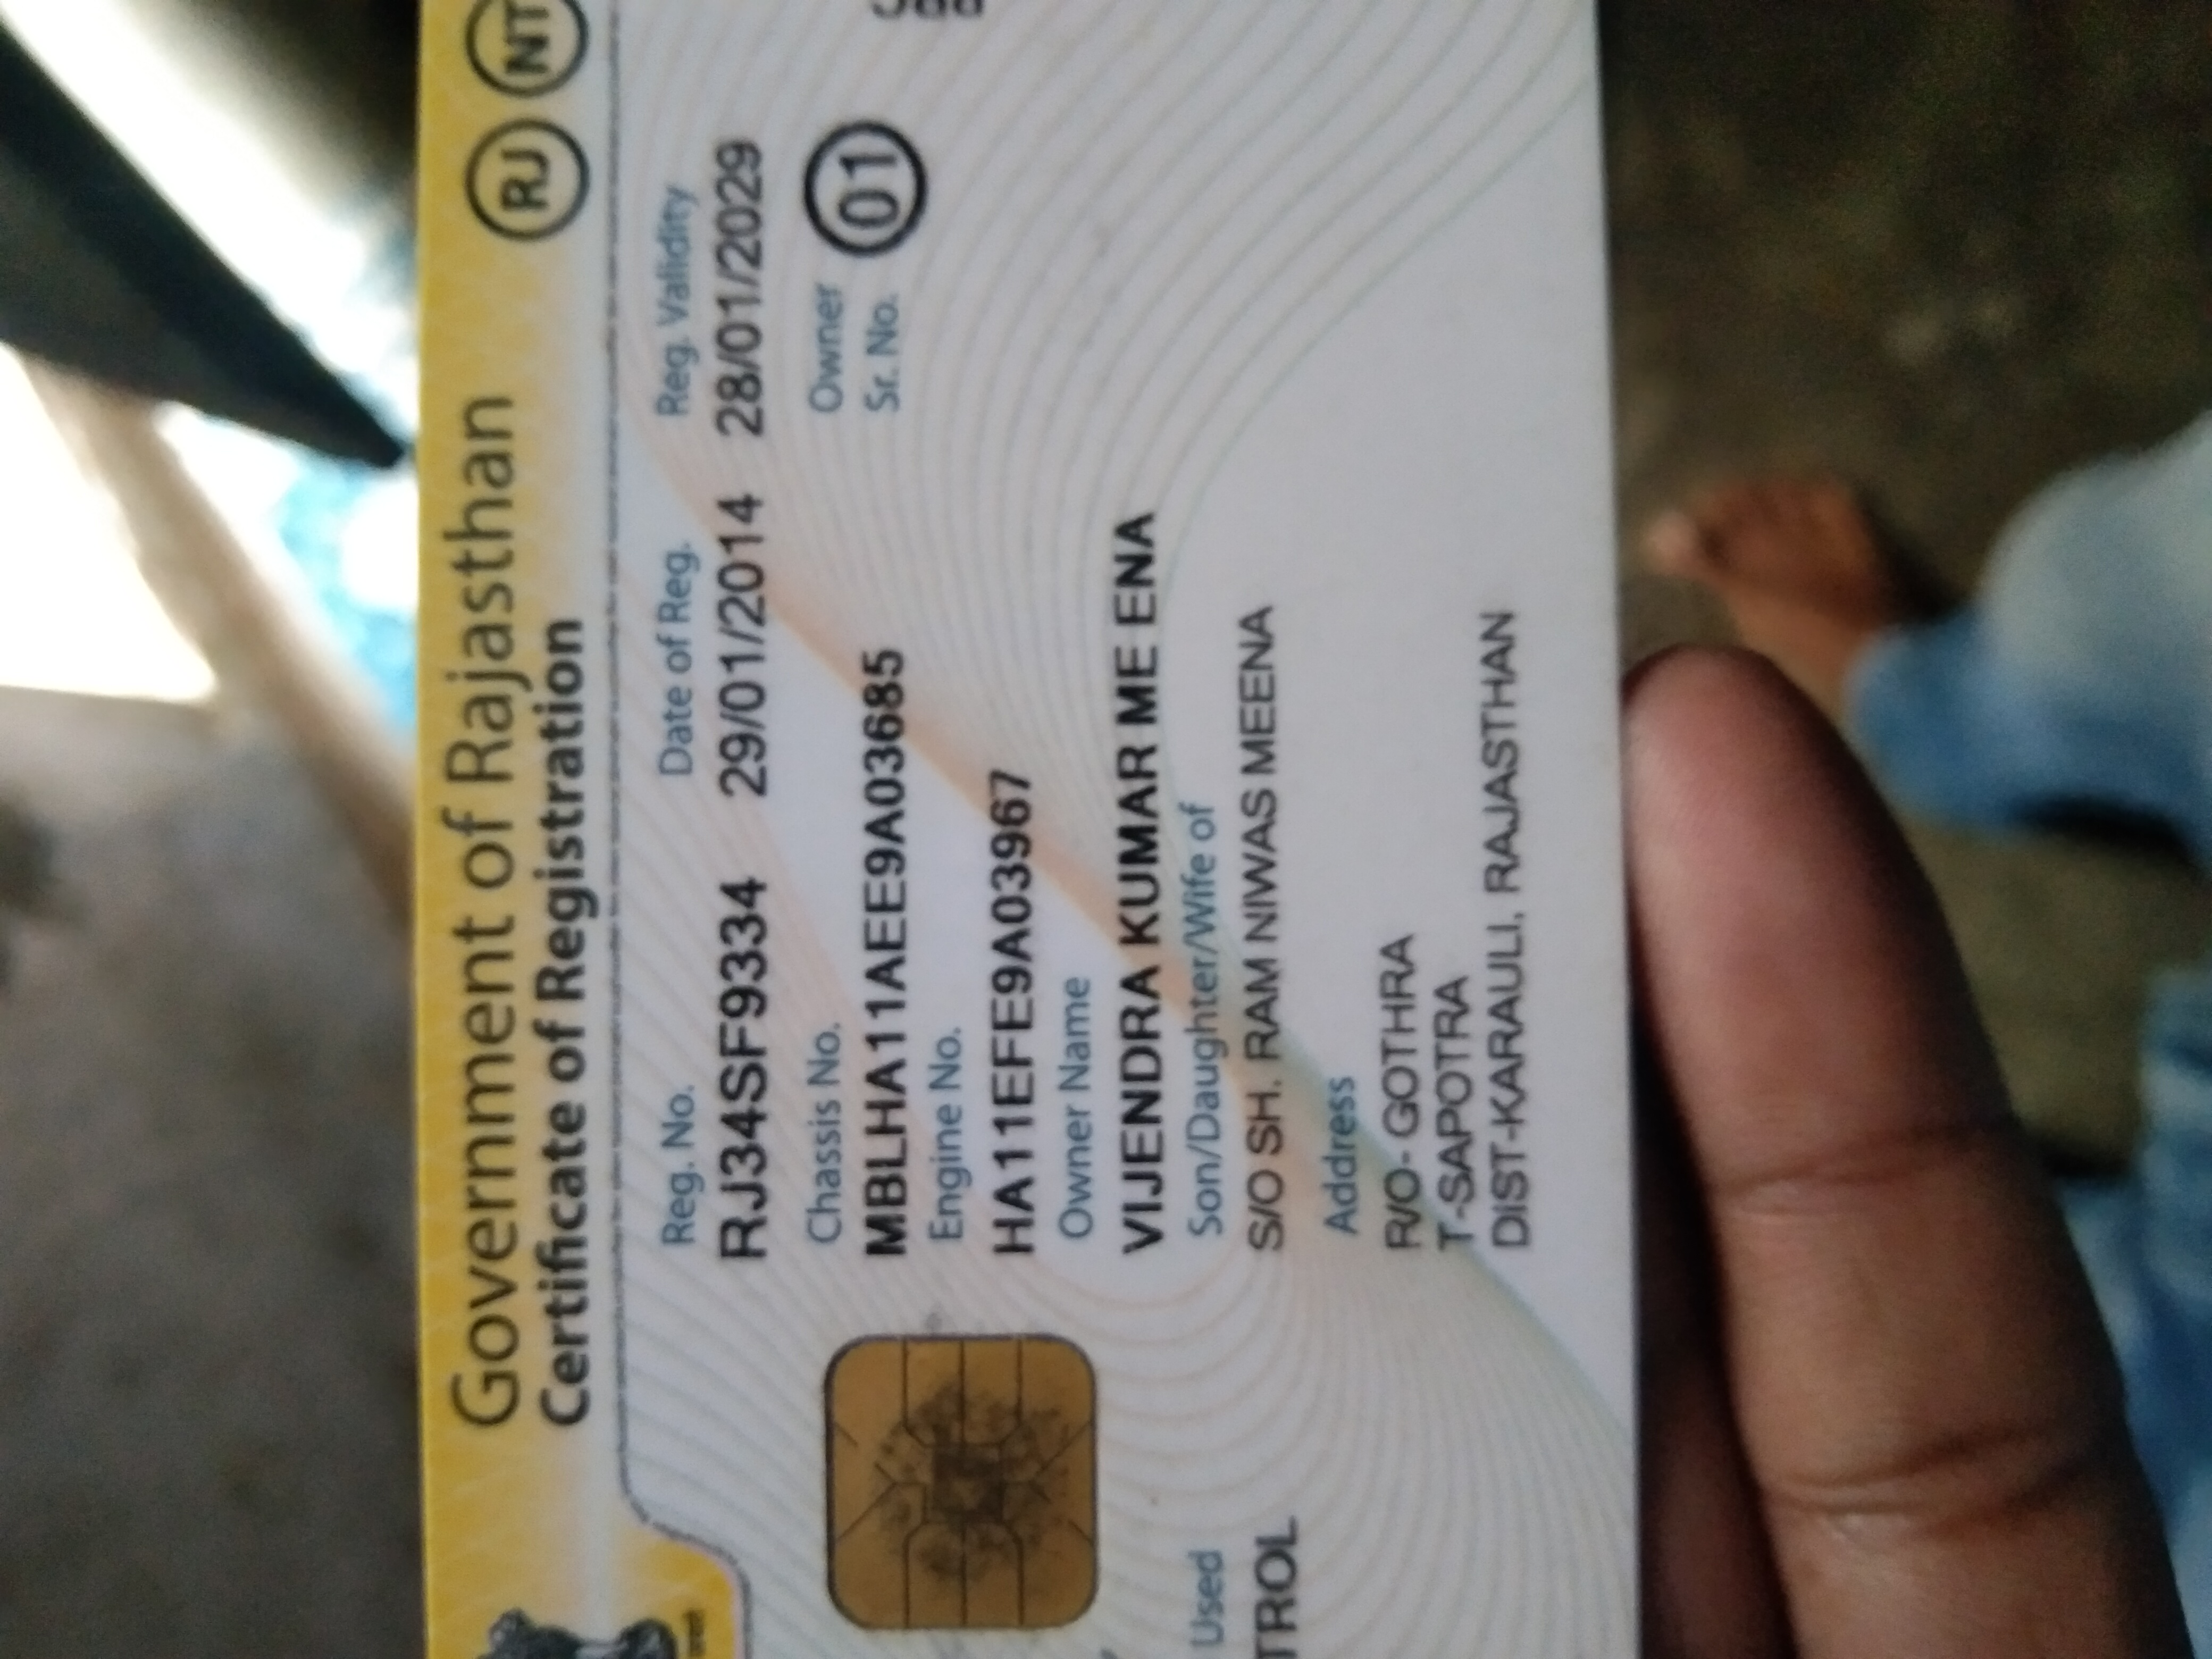 Government of Rajasthan RJ NT
Certificate of Registration
Reg. No. Date of Reg. Reg. Validity
RJ34SF9334 29/01/2014 28/01/2029
Chassis No. Owner
MBLHA11AEE9A03685 Sr. No. 01
Engine No.
HA11EFE9A03967
Owner Name
VIJENDRA KUMAR ME ENA
Son/Daughter/Wife of
S/O SH. RAM NIWAS MEENA
Address
R/O- GOTHRA
T-SAPOTRA
DIST-KARAULI, RAJASTHAN
Used
TROL